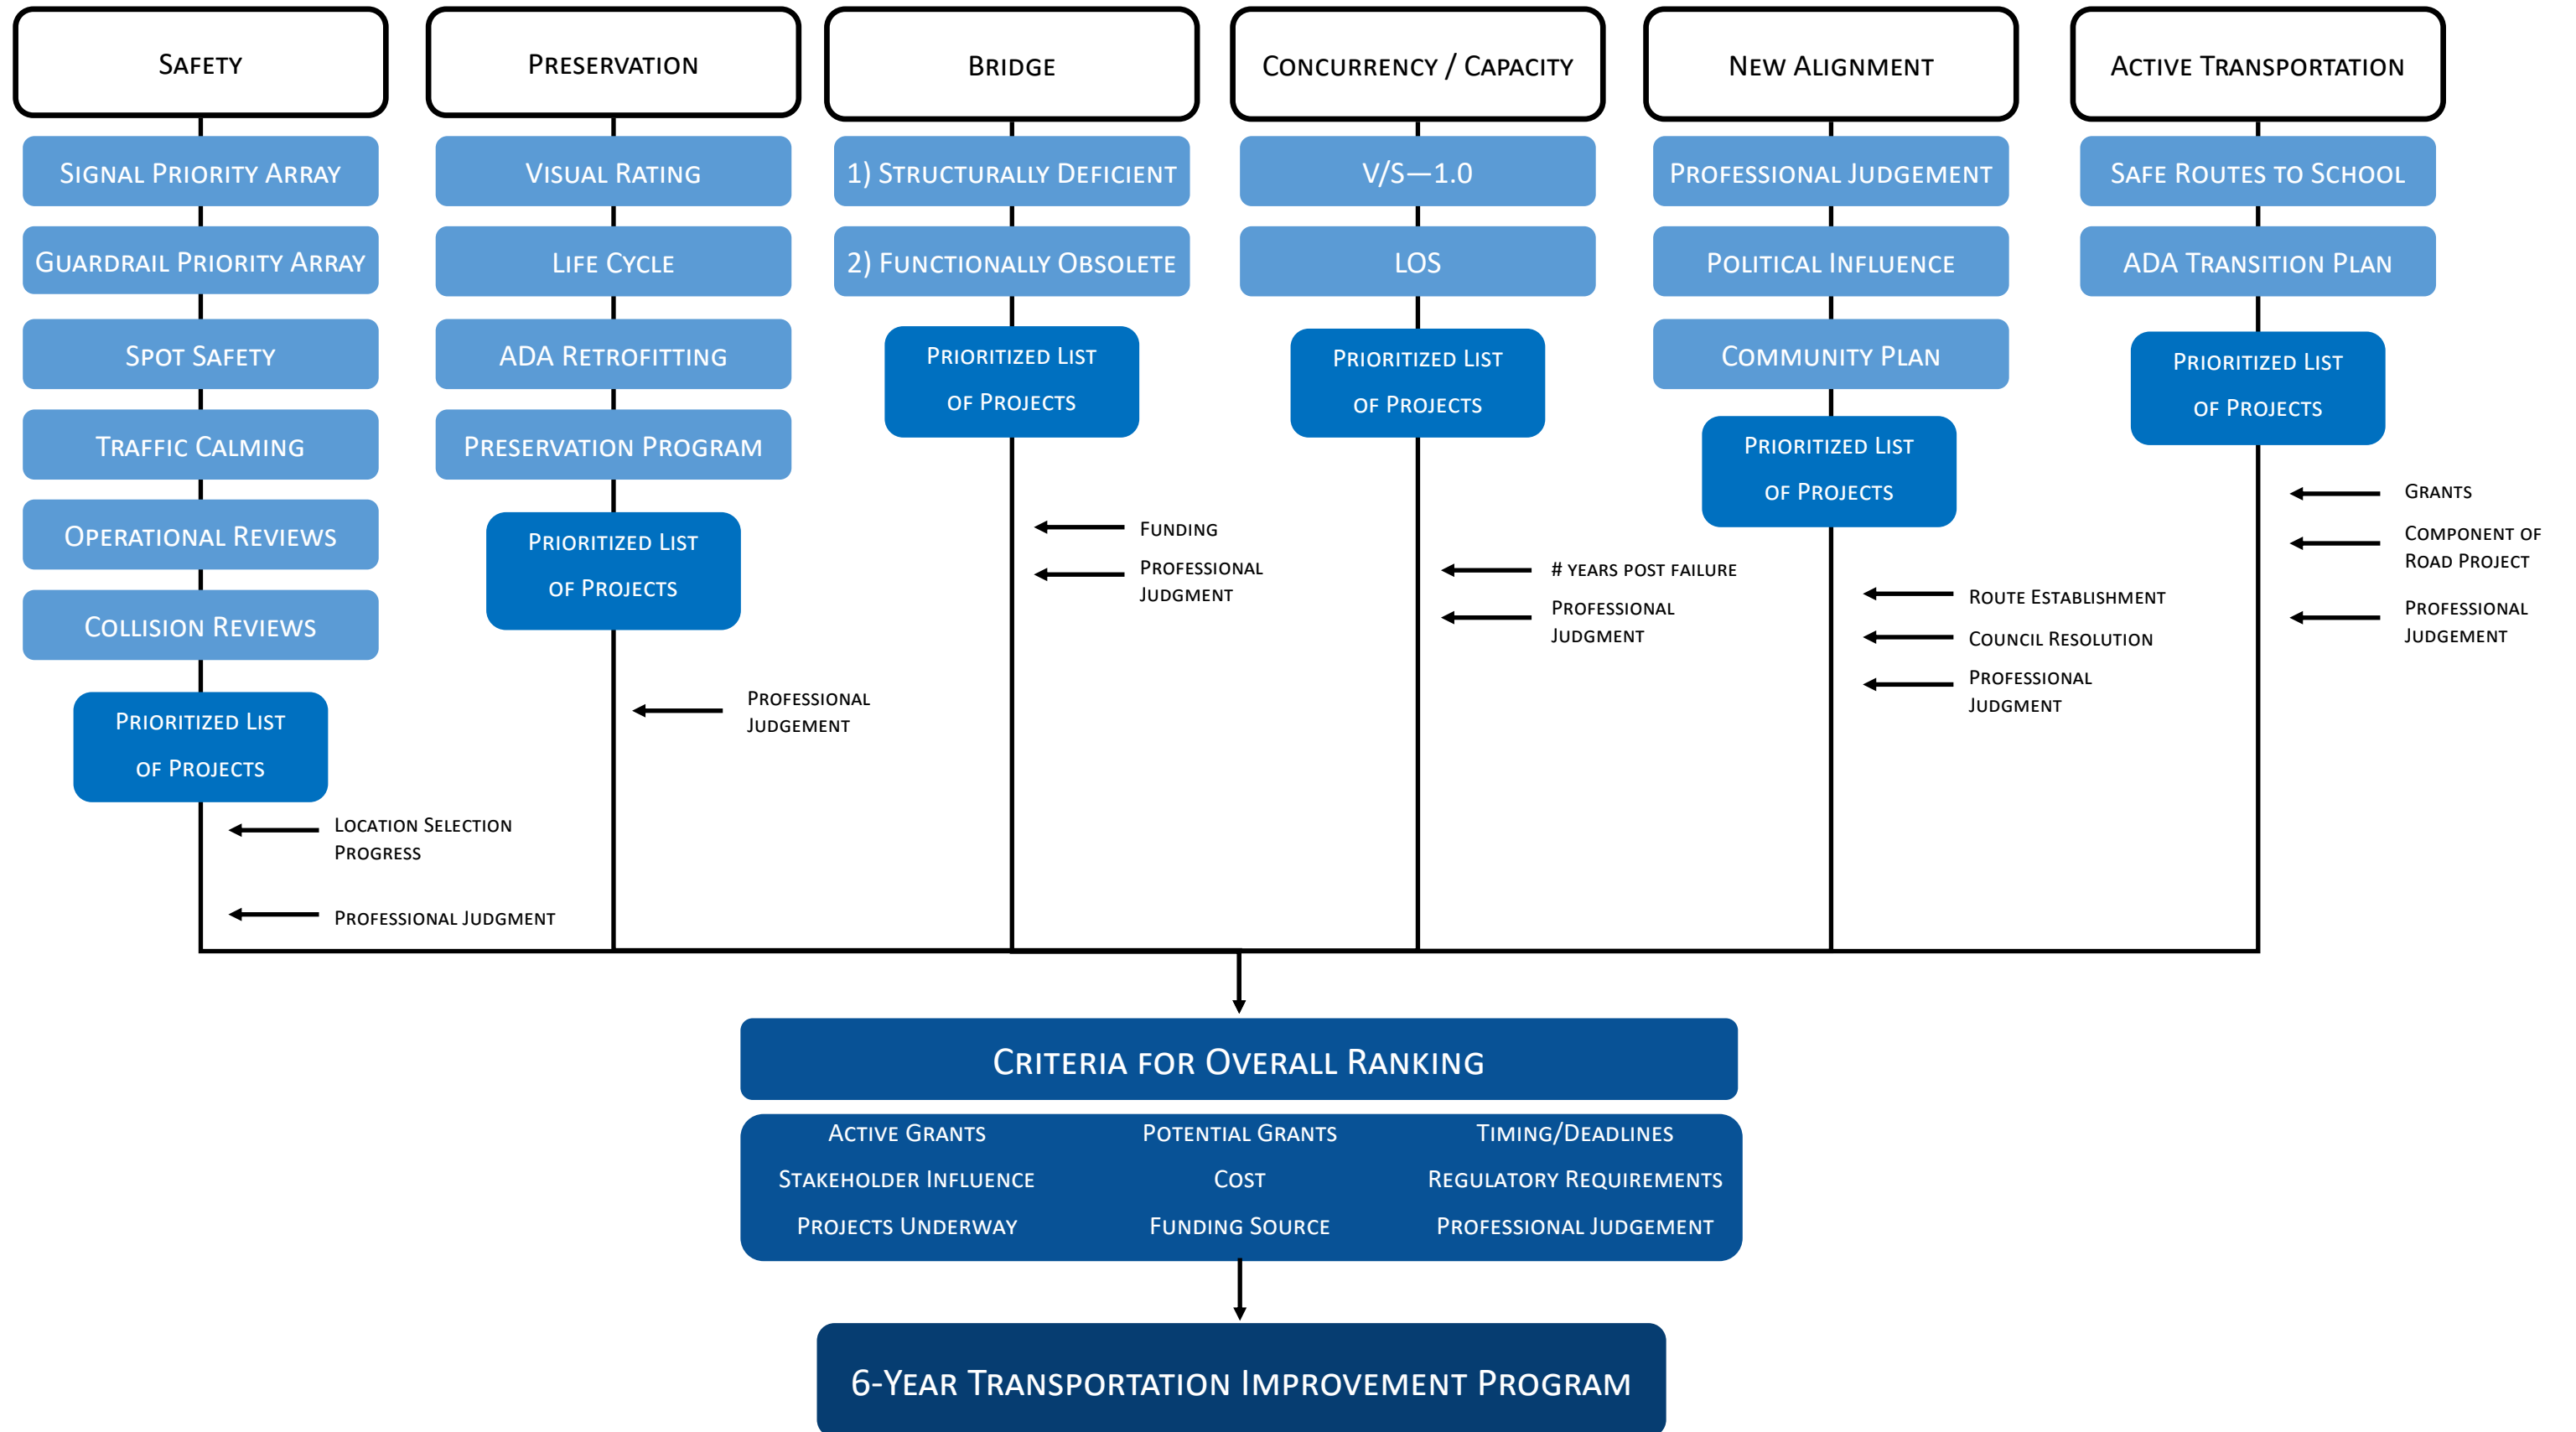 Safety
Signal Priority Array
Guardrail Priority Array
Spot Safety
Traffic Calming
Operational Reviews
Collision Reviews
Prioritized List
of Projects
Location Selection
Progress
Professional Judgment
Preservation
Visual Rating
Life Cycle
ADA Retrofitting
Preservation Program
Prioritized List
of Projects
Professional
Judgement
Bridge
1) Structurally Deficient
2) Functionally Obsolete
Prioritized List
of Projects
Funding
Professional
Judgment
Concurrency / Capacity
V/S—1.0
LOS
Prioritized List
of Projects
# years post failure
Professional
Judgment
New Alignment
Professional Judgement
Political Influence
Community Plan
Prioritized List
of Projects
Route Establishment
Council Resolution
Professional
Judgment
Active Transportation
Safe Routes to School
ADA Transition Plan
Prioritized List
of Projects
Grants
Component of
Road Project
Professional
Judgement
Criteria for Overall Ranking
Active Grants
Potential Grants
Timing/Deadlines
Stakeholder Influence
Cost
Regulatory Requirements
Projects Underway
Funding Source
Professional Judgement
6-Year Transportation Improvement Program